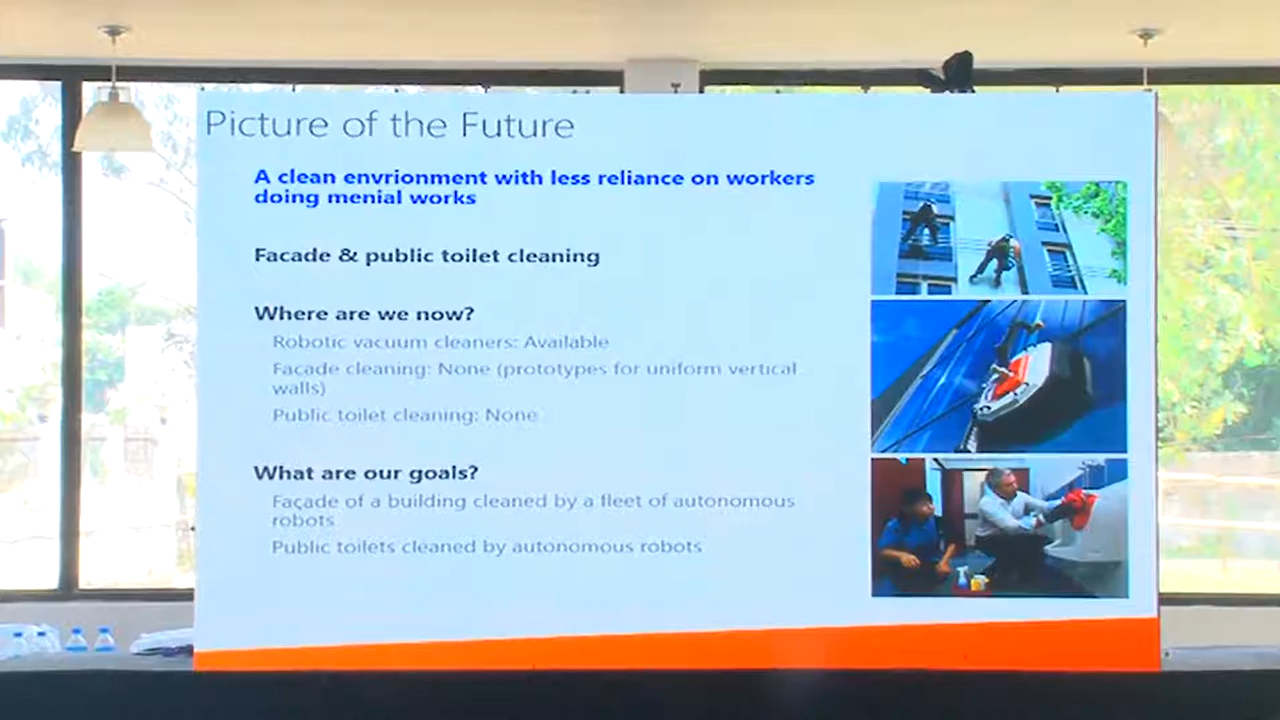 Picture of the Future
A clean envrionment with less reliance on workers
doing menial works
Facade & public toilet cleaning
Where are we now?
Robotic vacuum cleaners: Available
Facade cleaning: None (prototypes for uniform vertical
walls)
Public toilet cleaning: None
What are our goals?
Façade of a building cleaned by a fleet of autonomous
robots
Public toilets cleaned by autonomous robots